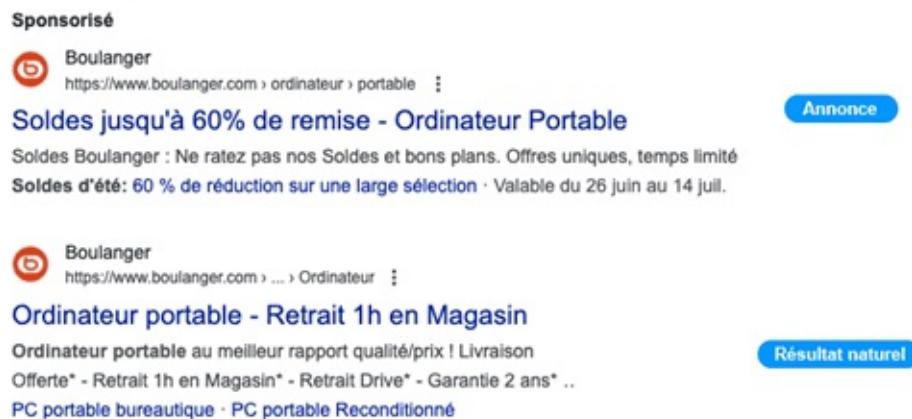 Sponsorisé
Boulanger
https://www.boulanger.com › ordinateur › portable
Annonce
Soldes jusqu'à 60% de remise - Ordinateur Portable
Soldes Boulanger : Ne ratez pas nos Soldes et bons plans. Offres uniques, temps limité
Soldes d'été: 60 % de réduction sur une large sélection · Valable du 26 juin au 14 juil.
Boulanger
https://www.boulanger.com › ... › Ordinateur
Ordinateur portable - Retrait 1h en Magasin
Ordinateur portable au meilleur rapport qualité/prix ! Livraison
Résultat naturel
Offerte* - Retrait 1h en Magasin* - Retrait Drive* - Garantie 2 ans* ..
PC portable bureautique · PC portable Reconditionné